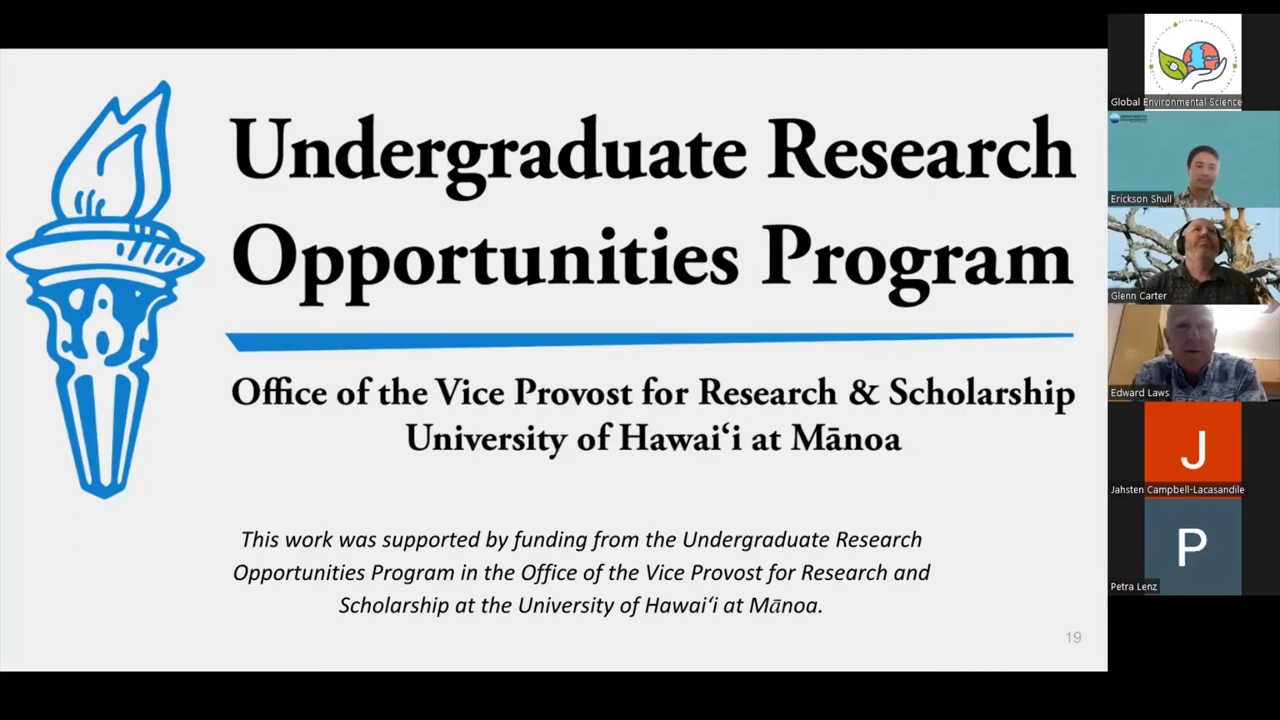 Undergraduate Research
Opportunities Program
Office of the Vice Provost for Research & Scholarship
University of Hawaiʻi at Mānoa
This work was supported by funding from the Undergraduate Research
Opportunities Program in the Office of the Vice Provost for Research and
Scholarship at the University of Hawaiʻi at Mānoa.
19
Global Environmental Science
Erickson Shull
Glenn Carter
Edward Laws
J
Jahsten Campbell-Lacasandile
P
Petra Lenz